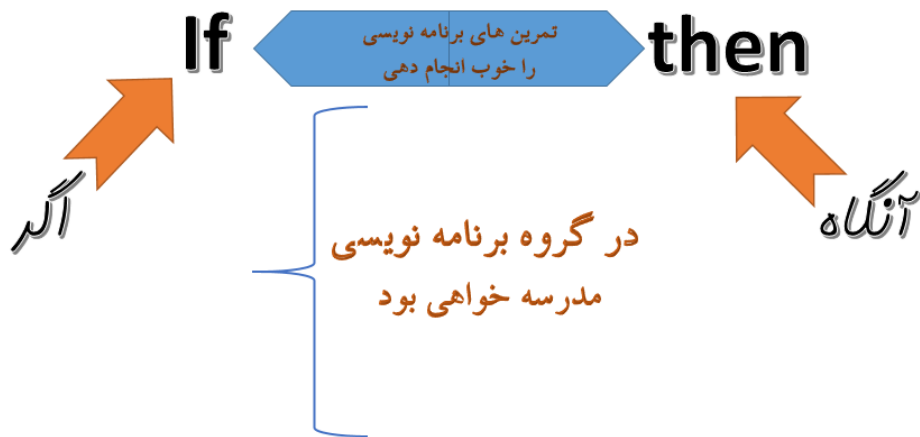 If
تمرین های برنامه نویسی
را خوب انجام دهی
then
اگر
آنگاه
در گروه برنامه نویسی
مدرسه خواهی بود